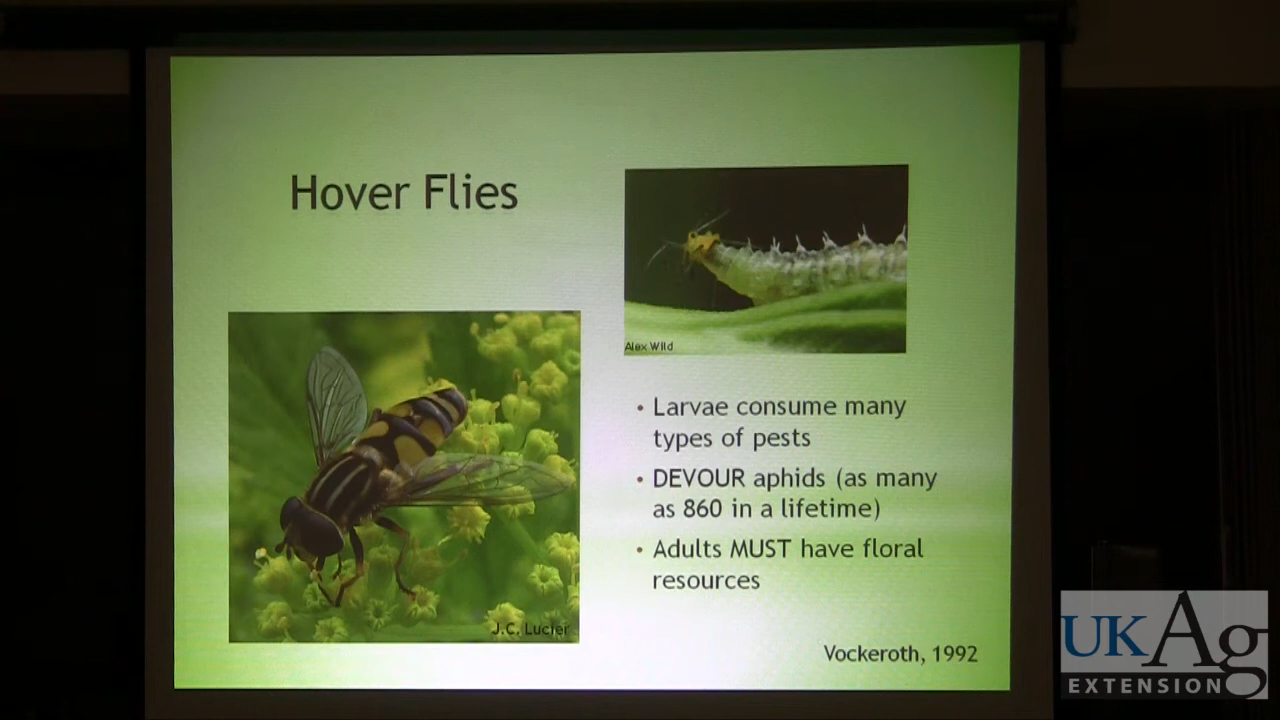 Hover Flies
Alex Wild
J.C. Lucier
• Larvae consume many
types of pests
• DEVOUR aphids (as many
as 860 in a lifetime)
• Adults MUST have floral
resources
Vockeroth, 1992
UKAg
EXTENSION